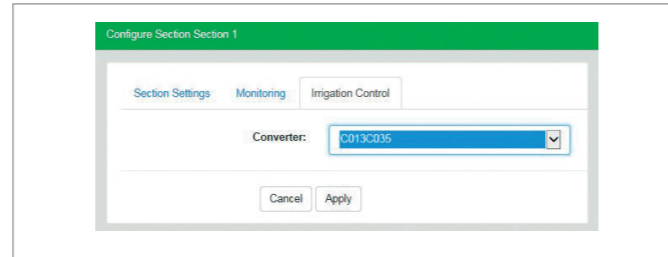 Configure Section Section 1
Section Settings Monitoring Irrigation Control
Converter: C013C035
Cancel Apply